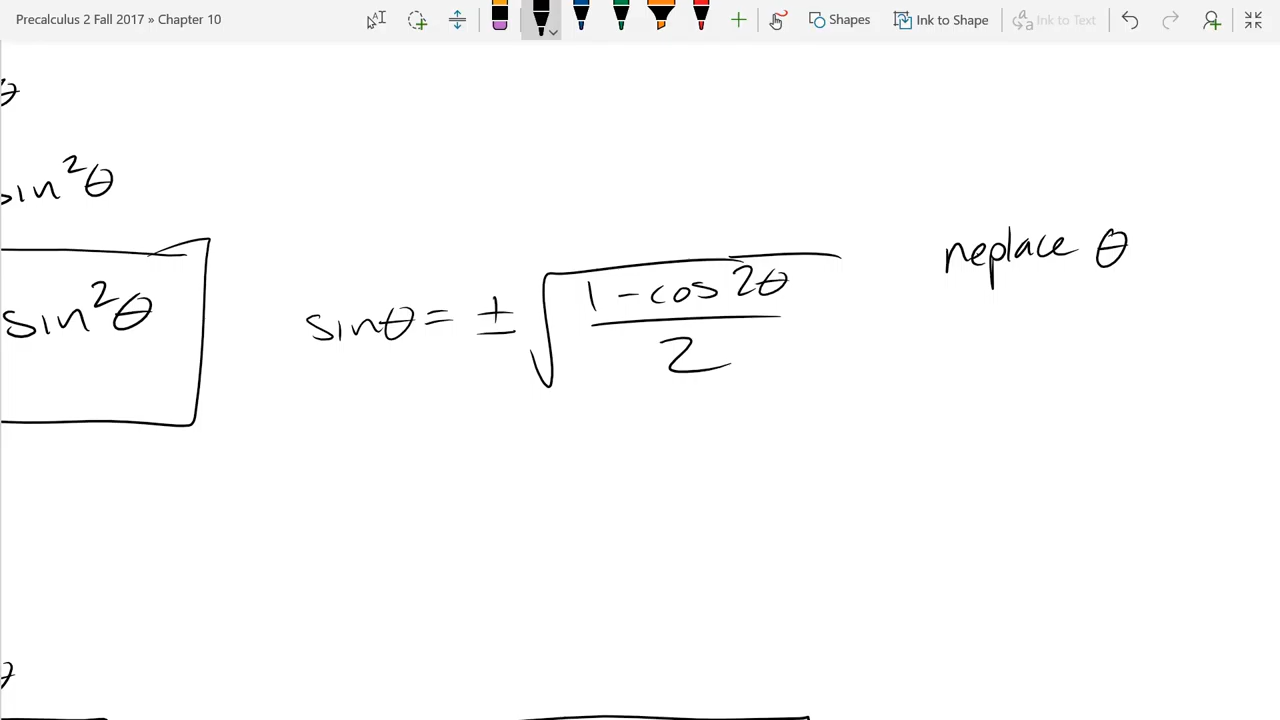 Precalculus 2 Fall 2017 » Chapter 10
Shapes
Ink to Shape
Ink to Text
θ
sin²θ
sin²θ
sinθ = ± √((1 - cos 2θ)/2)
replace θ